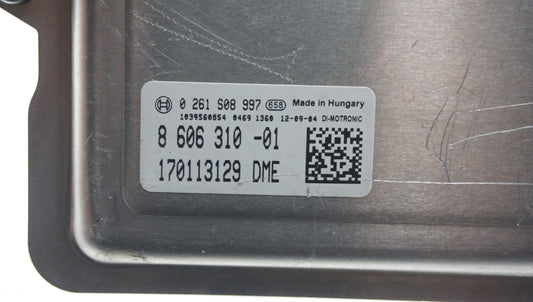 0 261 S08 997 658 Made in Hungary
1039S60854 0469 1360 12-09-04 DI-MOTRONIC
8 606 310 -01
170113129 DME